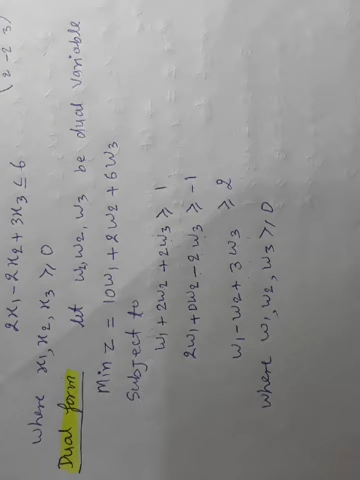 (2 -2 3)
2x₁-2x₂+3x₃ ≤ 6
where x₁, x₂, x₃ ≥ 0
Dual form let w₁, w₂, w₃ be dual variable
Min Z = 10w₁+2w₂+6w₃
Subject to
w₁+2w₂+2w₃ ≥ 1
2w₁+0w₂-2w₃ ≥ -1
w₁-w₂+3w₃ ≥ 2
where w₁, w₂, w₃ ≥ 0